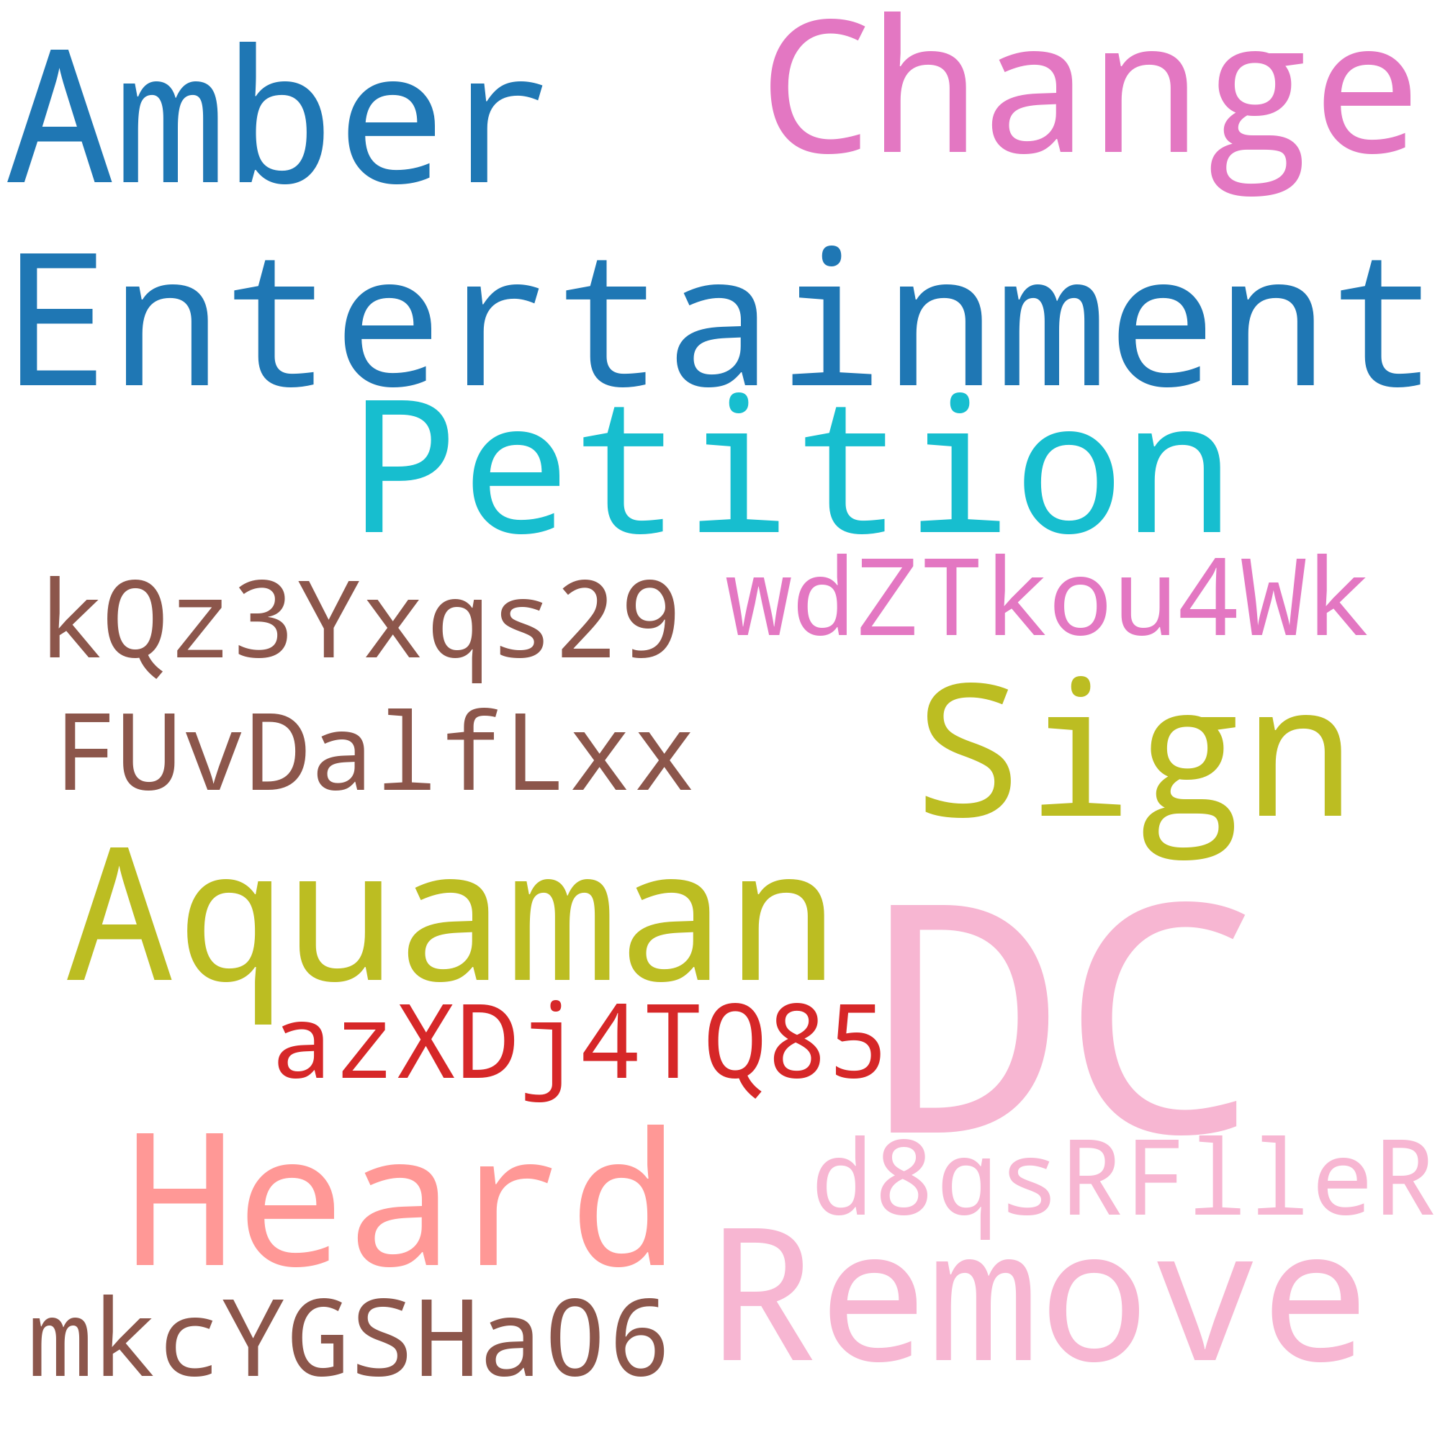 Amber Change
Entertainment
Petition
kQz3Yxqs29 wdZTkou4Wk
FUvDalfLxx Sign
Aquaman DC
azXDj4TQ85
Heard d8qsRFlleR
mkcYGSHa06 Remove